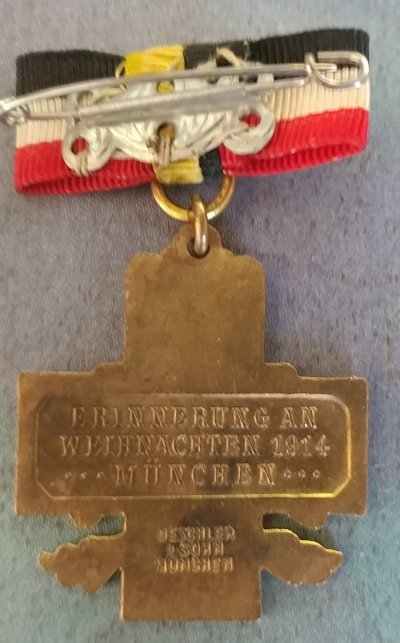 ERINNERUNG AN
WEIHNACHTEN 1914
··· MÜNCHEN ···
DESCHLER
& SOHN
MÜNCHEN